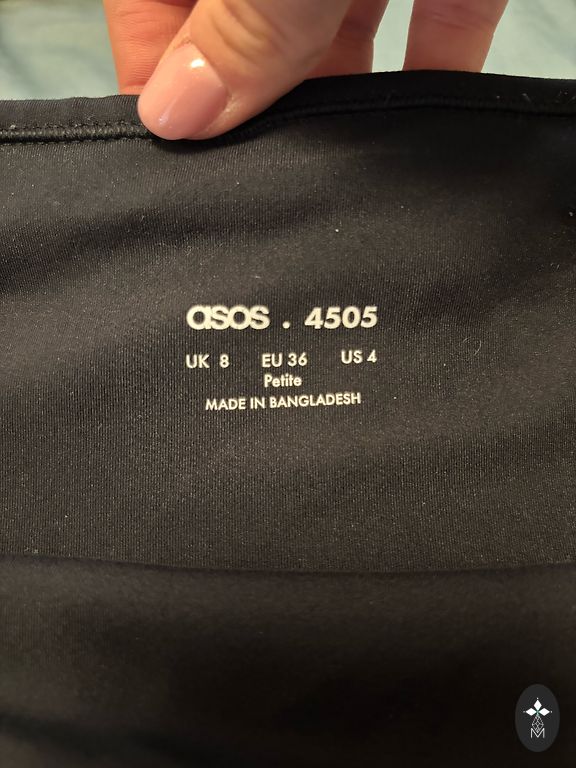 asos . 4505
UK 8 EU 36 US 4
Petite
MADE IN BANGLADESH